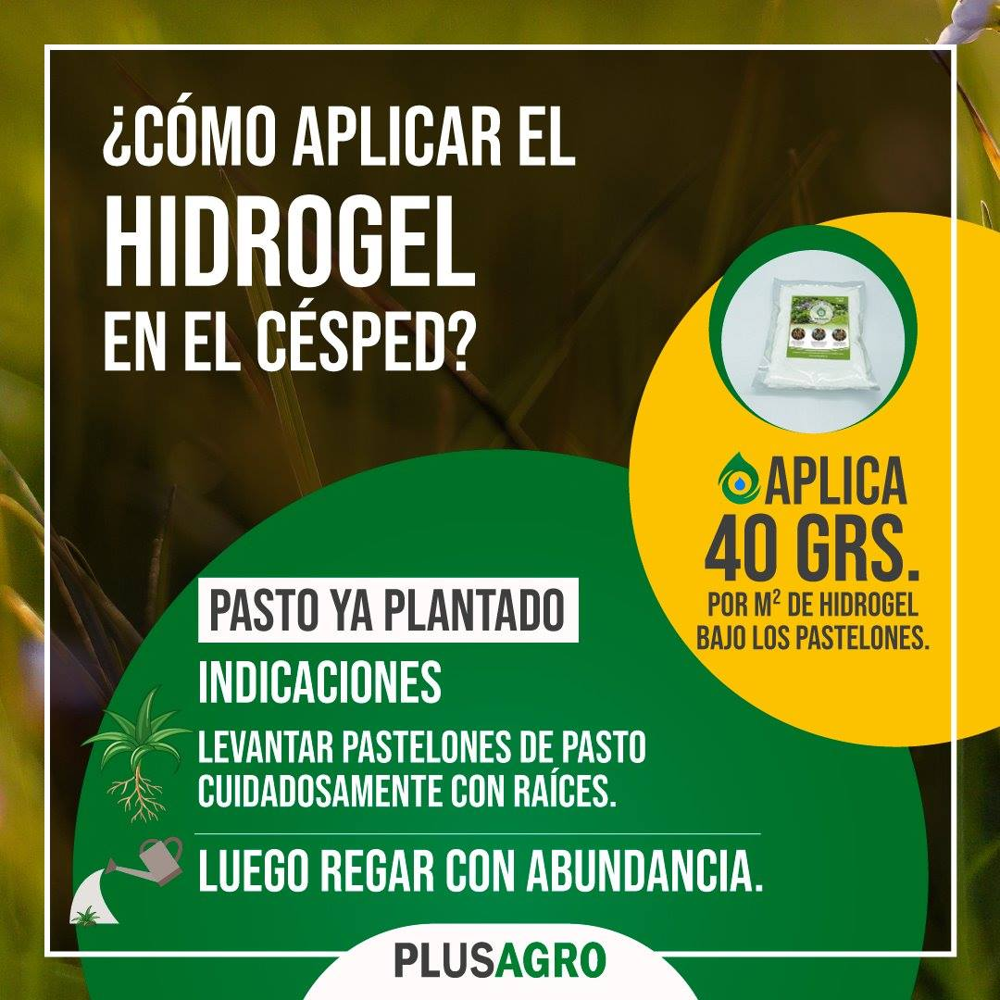 ¿CÓMO APLICAR EL
HIDROGEL
EN EL CÉSPED?
APLICA
40 GRS.
POR M² DE HIDROGEL
BAJO LOS PASTELONES.
PASTO YA PLANTADO
INDICACIONES
LEVANTAR PASTELONES DE PASTO
CUIDADOSAMENTE CON RAÍCES.
LUEGO REGAR CON ABUNDANCIA.
PLUSAGRO